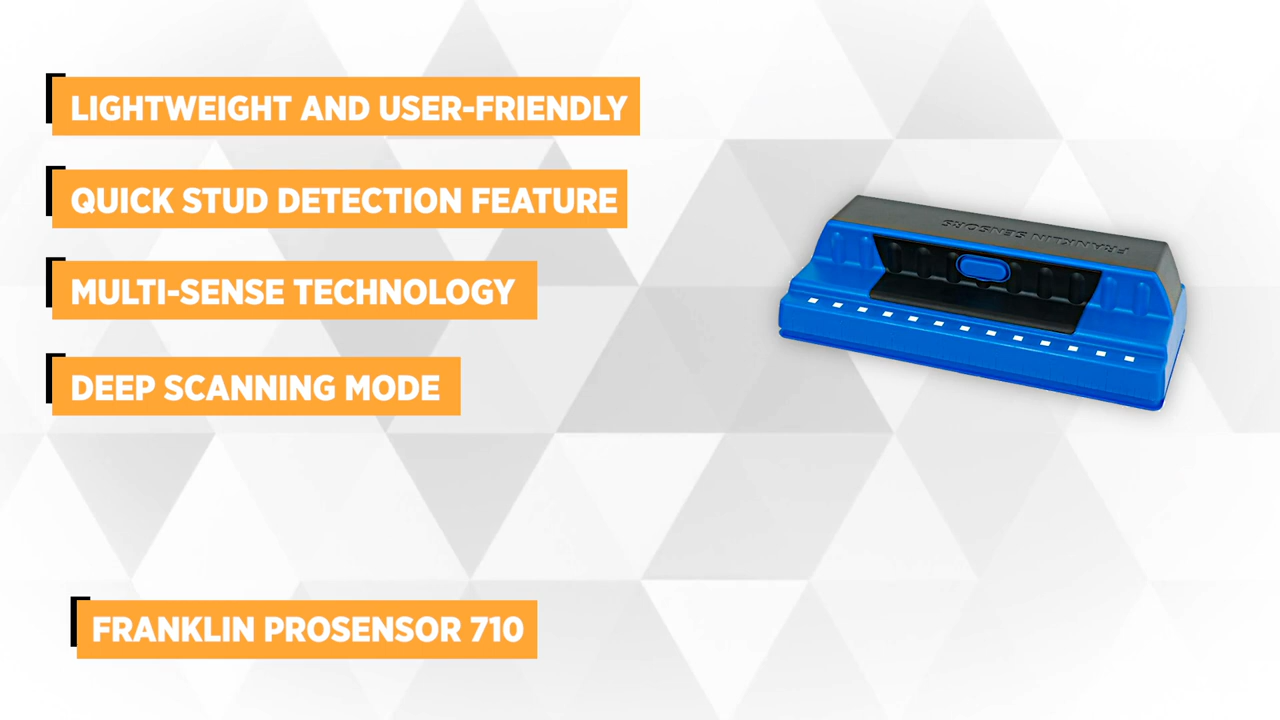 LIGHTWEIGHT AND USER-FRIENDLY
QUICK STUD DETECTION FEATURE
MULTI-SENSE TECHNOLOGY
DEEP SCANNING MODE
FRANKLIN SENSORS
FRANKLIN PROSENSOR 710